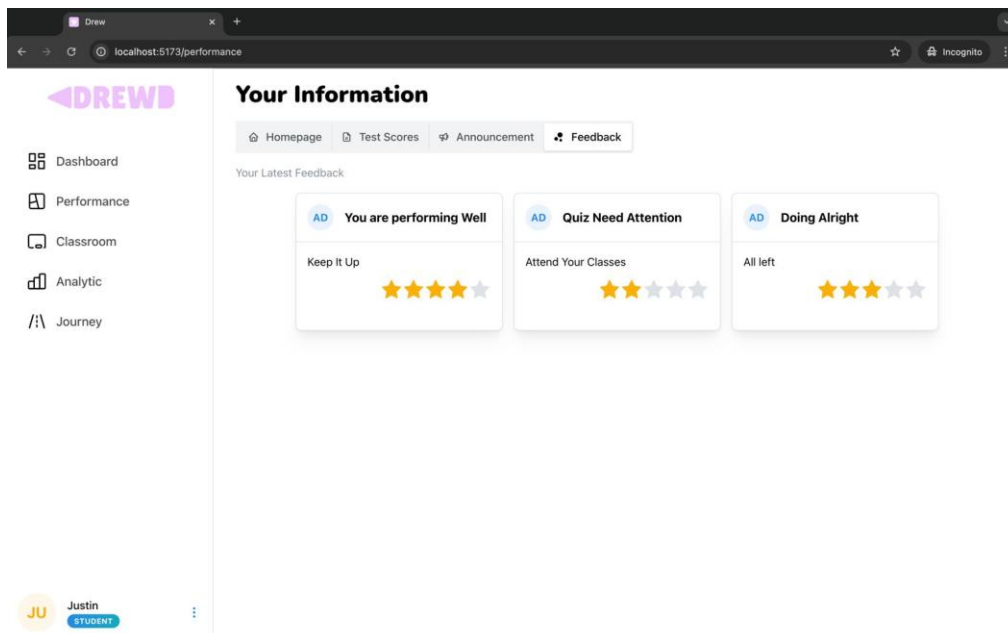 Drew
localhost:5173/performance
Incognito
DREWD
Dashboard
Performance
Classroom
Analytic
Journey
JU
Justin
STUDENT
Your Information
Homepage
Test Scores
Announcement
Feedback
Your Latest Feedback
AD
You are performing Well
Keep It Up
AD
Quiz Need Attention
Attend Your Classes
AD
Doing Alright
All left